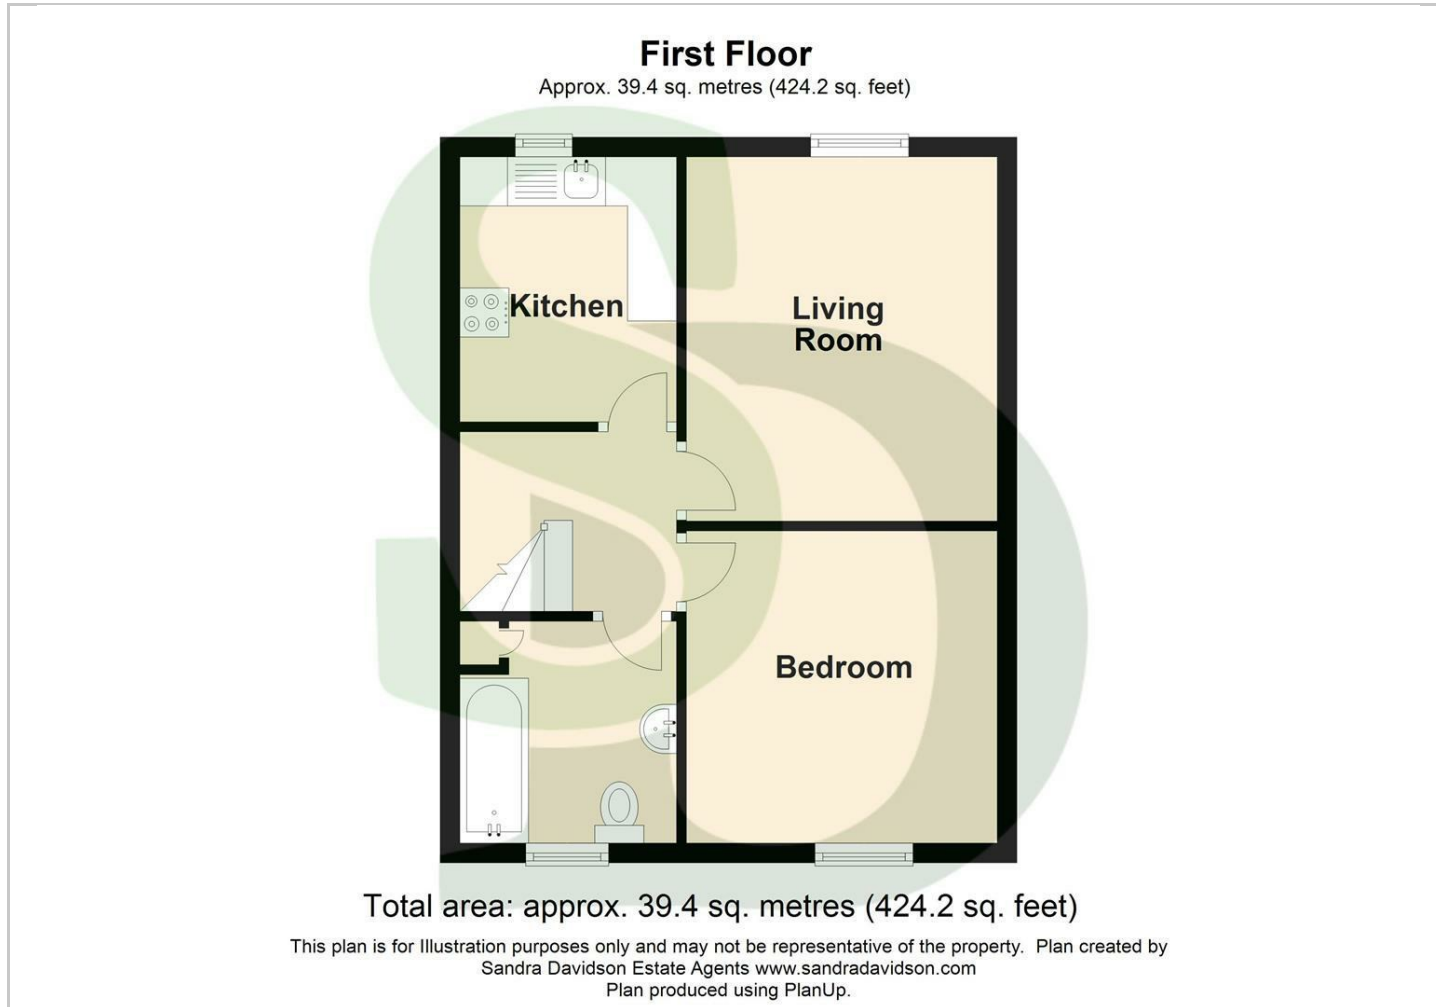 First Floor
Approx. 39.4 sq. metres (424.2 sq. feet)
Kitchen
Living
Room
Bedroom
Total area: approx. 39.4 sq. metres (424.2 sq. feet)
This plan is for Illustration purposes only and may not be representative of the property. Plan created by
Sandra Davidson Estate Agents www.sandradavidson.com
Plan produced using PlanUp.